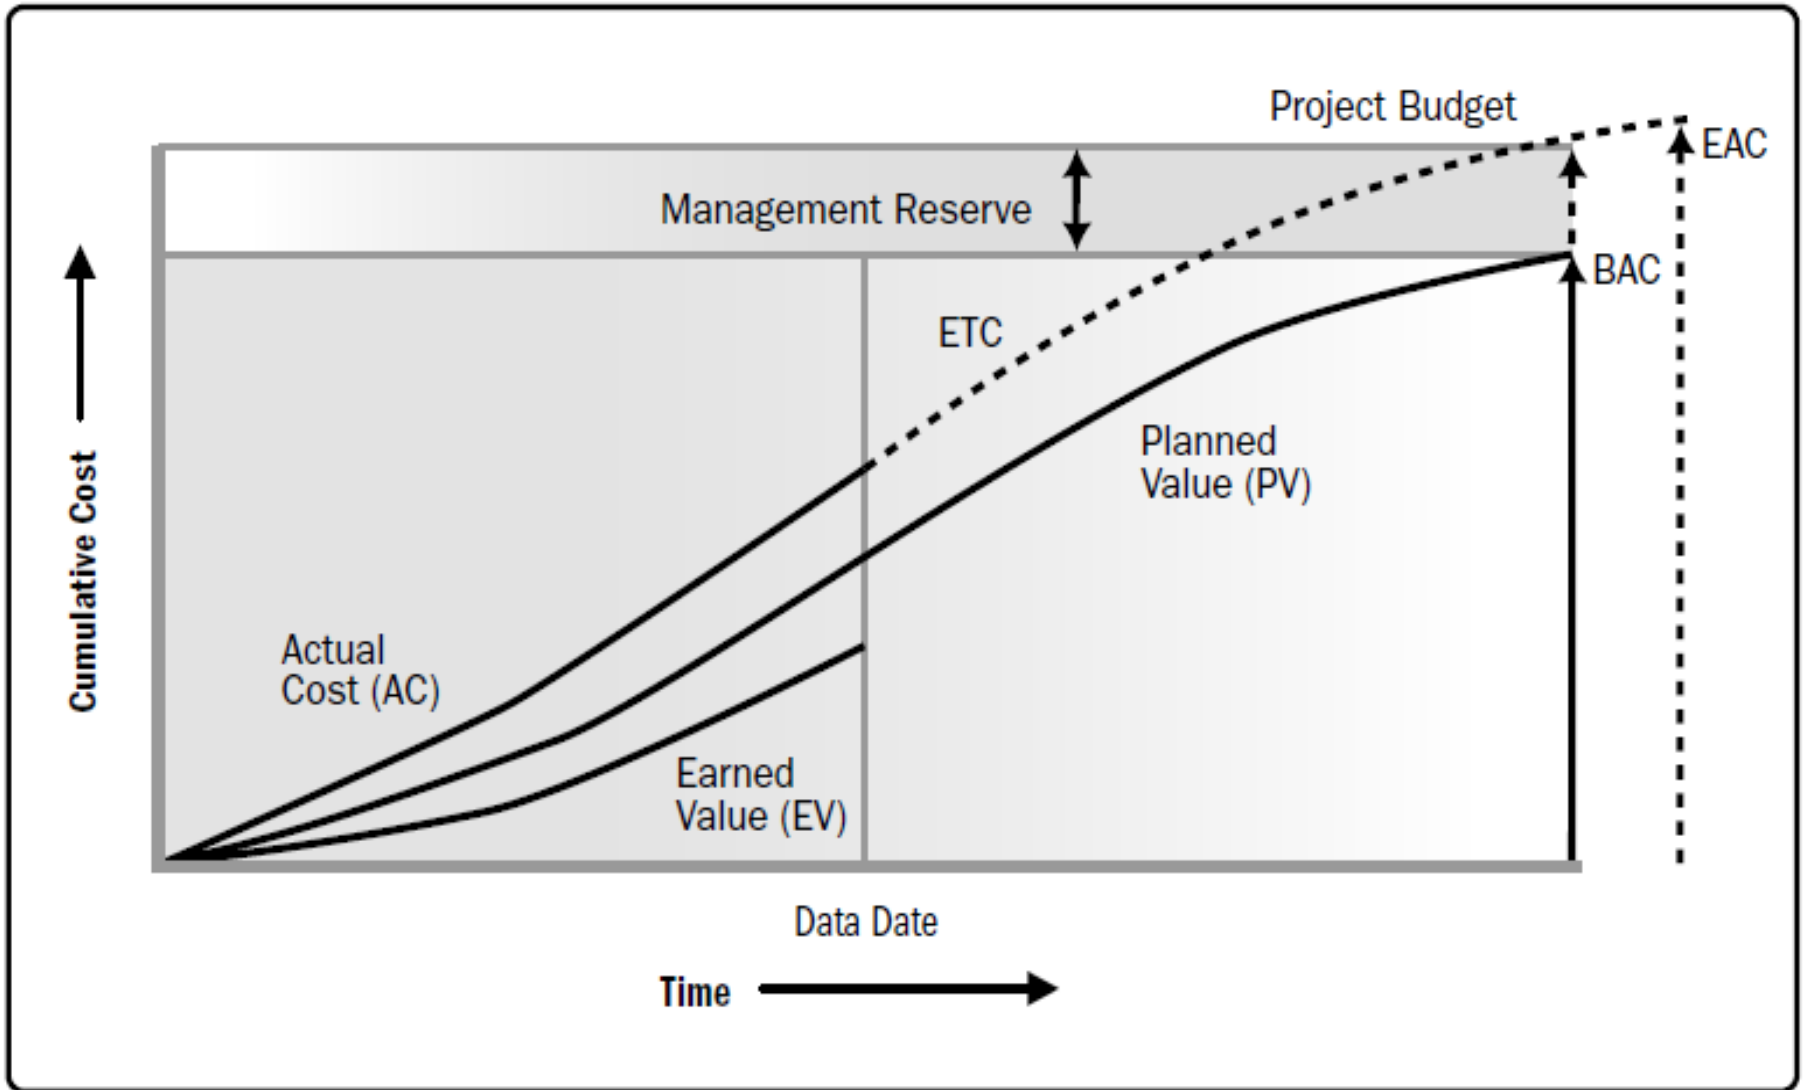 Project Budget
EAC
Management Reserve
BAC
ETC
Planned
Value (PV)
Cumulative Cost
Actual
Cost (AC)
Earned
Value (EV)
Data Date
Time